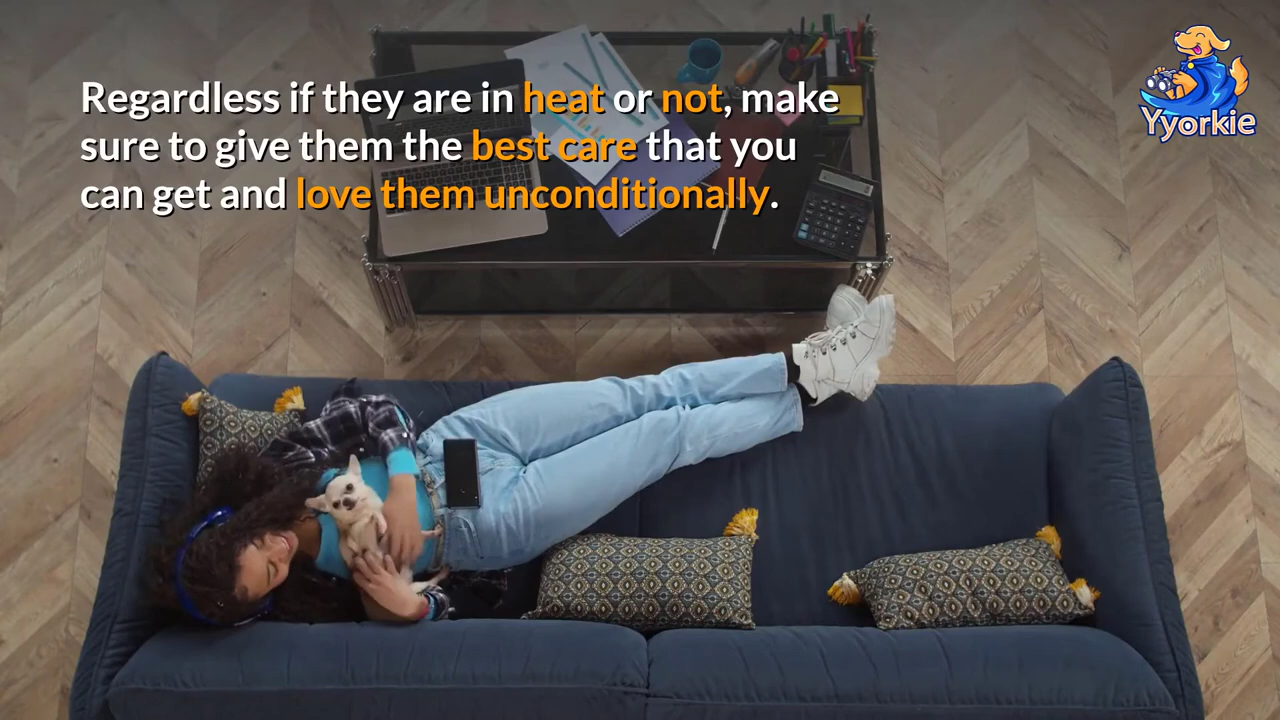 Regardless if they are in heat or not, make
sure to give them the best care that you
can get and love them unconditionally.
Yyorkie